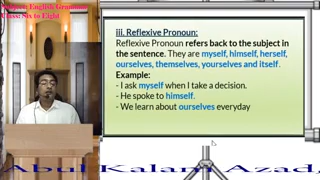 Subject: English Grammar
Class: Six to Eight
iii. Reflexive Pronoun:
Reflexive Pronoun refers back to the subject in
the sentence. They are myself, himself, herself,
ourselves, themselves, yourselves and itself.
Example:
- I ask myself when I take a decision.
- He spoke to himself.
- We learn about ourselves everyday
Abul Kalam Azad,